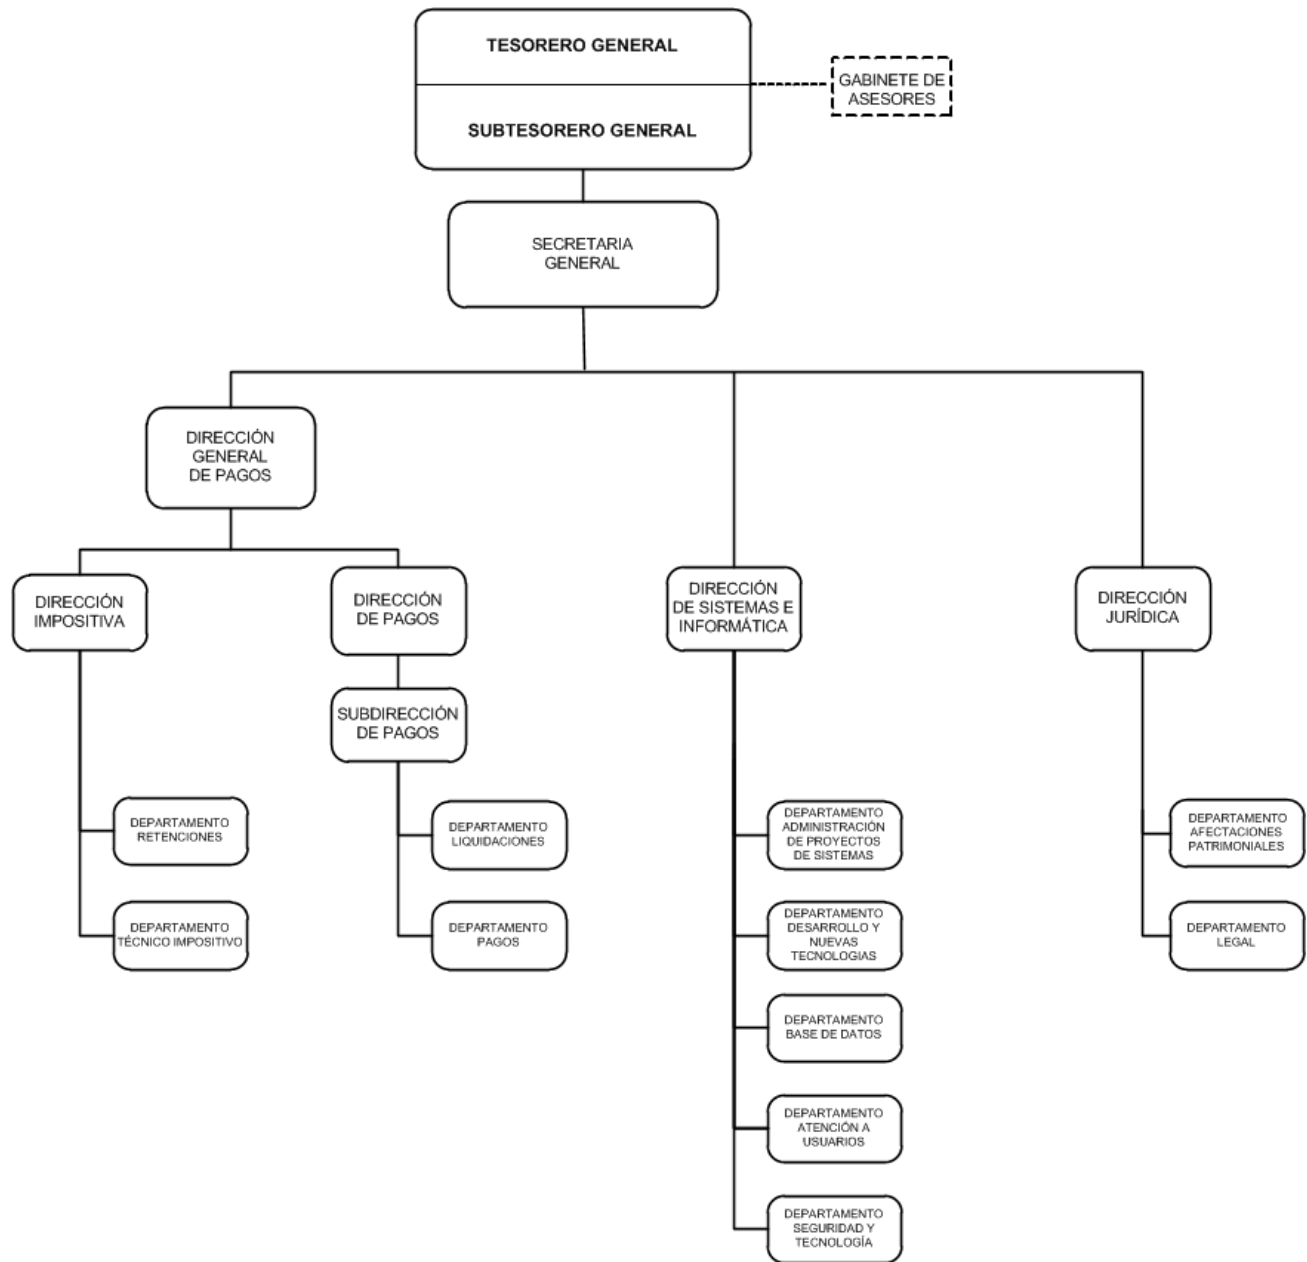 TESORERO GENERAL
GABINETE DE
ASESORES
SUBTESORERO GENERAL
SECRETARIA
GENERAL
DIRECCIÓN
GENERAL
DE PAGOS
DIRECCIÓN
IMPOSITIVA
DIRECCIÓN
DE PAGOS
DIRECCIÓN
DE SISTEMAS E
INFORMÁTICA
DIRECCIÓN
JURÍDICA
SUBDIRECCIÓN
DE PAGOS
DEPARTAMENTO
RETENCIONES
DEPARTAMENTO
LIQUIDACIONES
DEPARTAMENTO
ADMINISTRACIÓN
DE PROYECTOS
DE SISTEMAS
DEPARTAMENTO
AFECTACIONES
PATRIMONIALES
DEPARTAMENTO
TÉCNICO IMPOSITIVO
DEPARTAMENTO
PAGOS
DEPARTAMENTO
DESARROLLO Y
NUEVAS
TECNOLOGIAS
DEPARTAMENTO
LEGAL
DEPARTAMENTO
BASE DE DATOS
DEPARTAMENTO
ATENCIÓN A
USUARIOS
DEPARTAMENTO
SEGURIDAD Y
TECNOLOGÍA